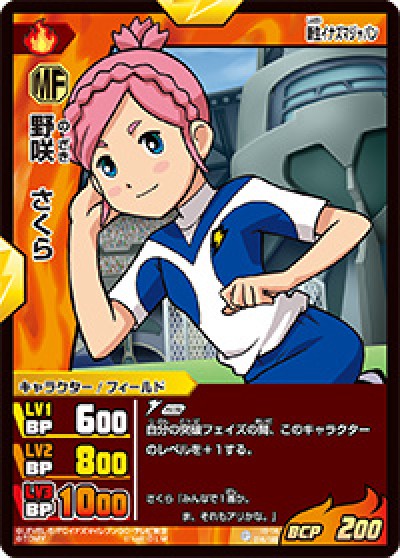 新生イナズマジャパン
MF
野咲 さくら
のざき
キャラクター / フィールド
LV1 BP 600
LV2 BP 800
LV3 BP 1000
自分の突破フェイズの間、このキャラクター
のレベルを+1する。
さくら「みんなで1番か。
ま、それもアリかな。」
©TOMY
BCP 200